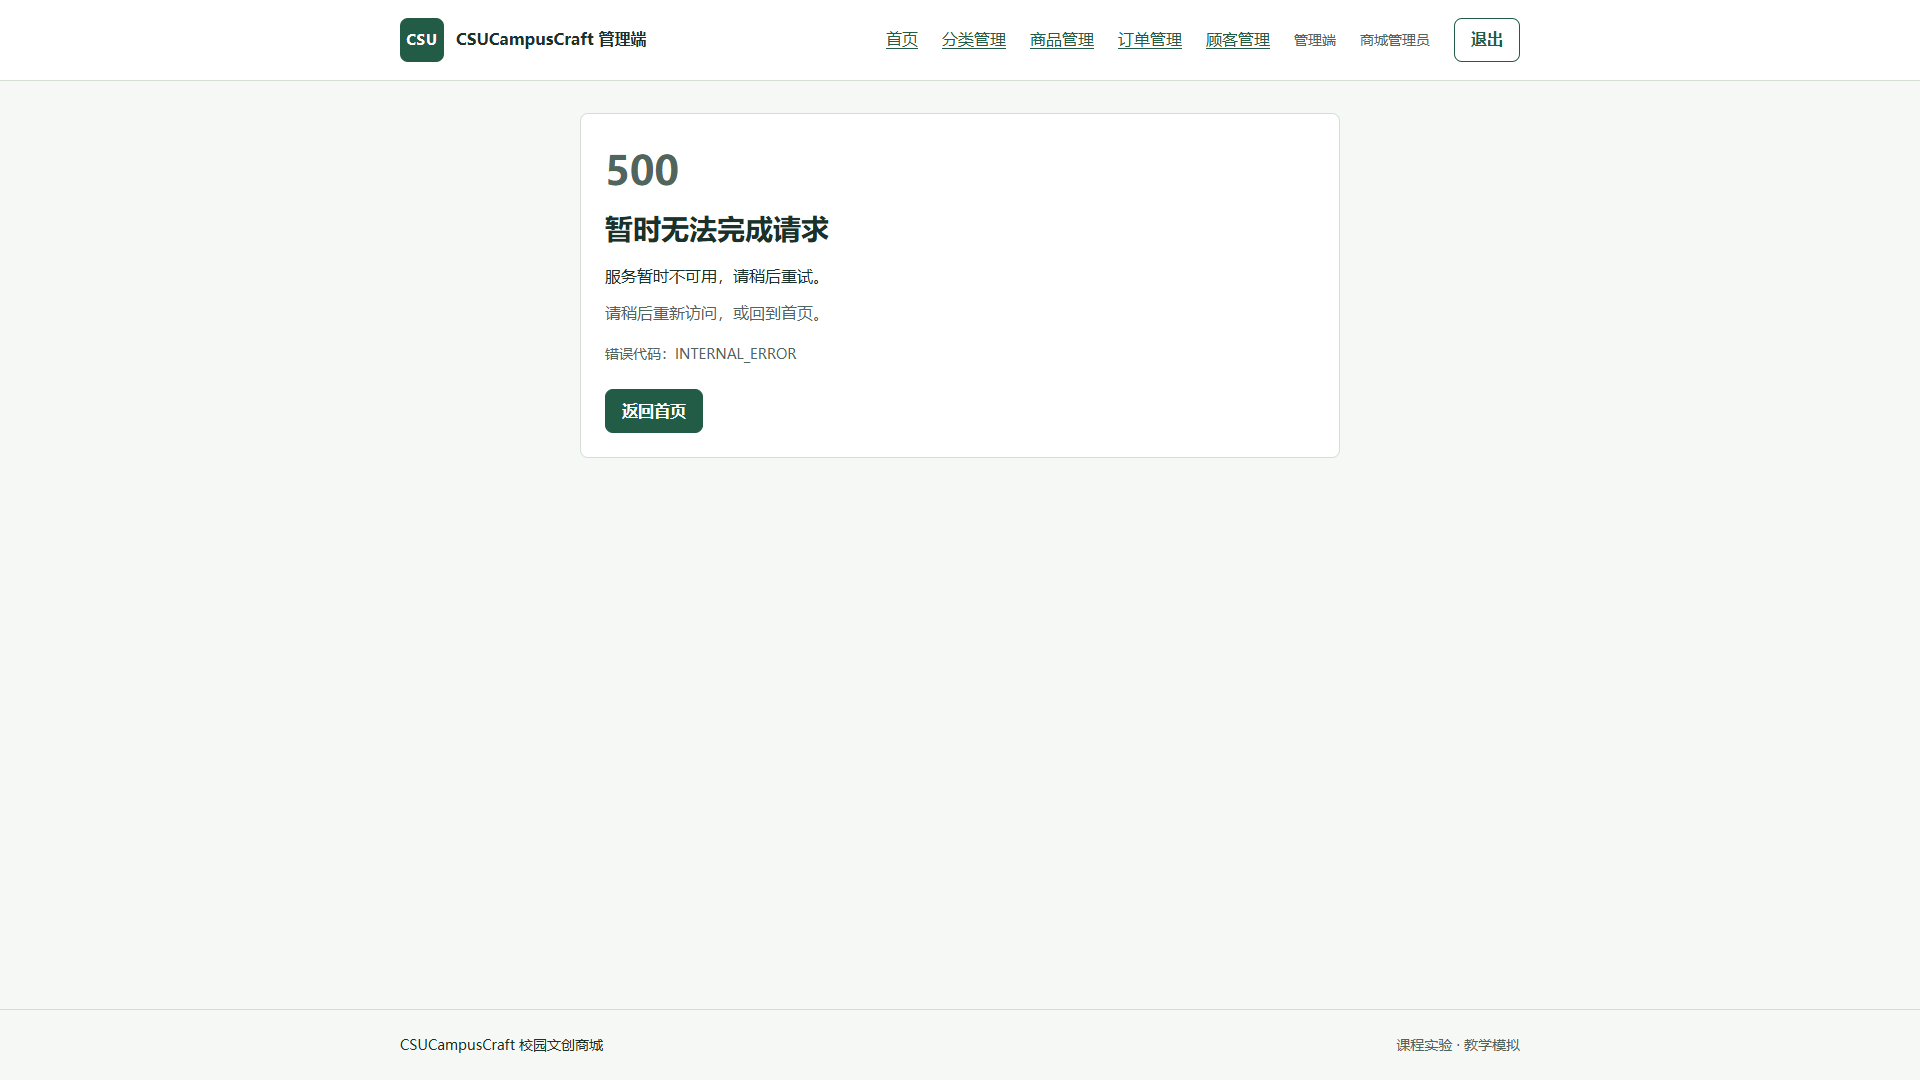 CSU CSUCampusCraft 管理端 首页 分类管理 商品管理 订单管理 顾客管理 管理端 商城管理员 退出
500
暂时无法完成请求
服务暂时不可用，请稍后重试。
请稍后重新访问，或回到首页。
错误代码：INTERNAL_ERROR
返回首页
CSUCampusCraft 校园文创商城 课程实验 · 教学模拟